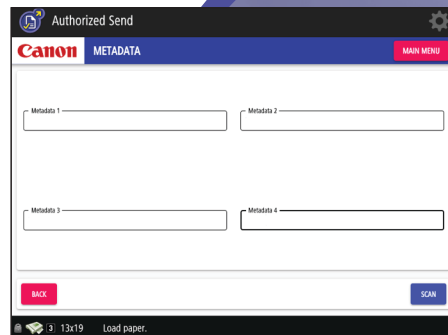 Authorized Send
Canon METADATA MAIN MENU
Metadata 1 Metadata 2
Metadata 3 Metadata 4
BACK SCAN
3 13x19 Load paper.